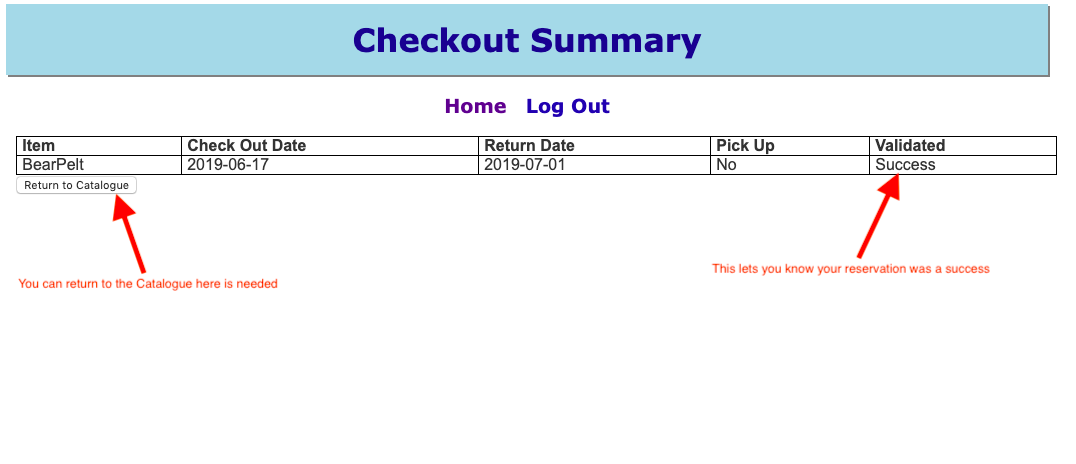 Checkout Summary
Home Log Out
Item Check Out Date Return Date Pick Up Validated
BearPelt 2019-06-17 2019-07-01 No Success
Return to Catalogue
This lets you know your reservation was a success
You can return to the Catalogue here is needed